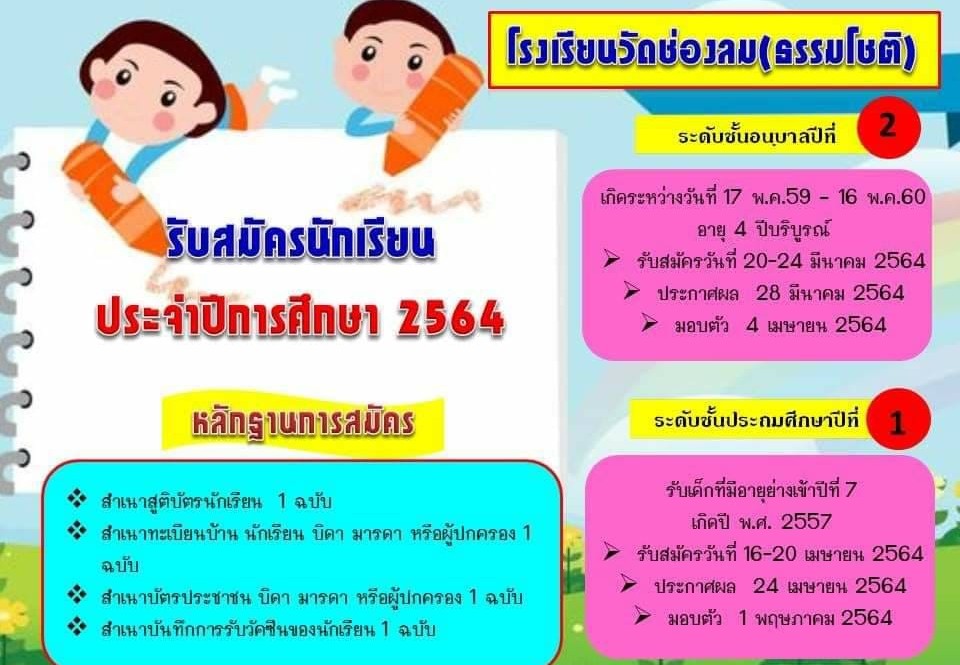 โรงเรียนวัดช่องลม(ธรรมโชติ)
รับสมัครนักเรียน
ประจำปีการศึกษา 2564
หลักฐานการสมัคร
❖ สำเนาสูติบัตรนักเรียน 1 ฉบับ
❖ สำเนาทะเบียนบ้าน นักเรียน บิดา มารดา หรือผู้ปกครอง 1
ฉบับ
❖ สำเนาบัตรประชาชน บิดา มารดา หรือผู้ปกครอง 1 ฉบับ
❖ สำเนาบันทึกการรับวัคซีนของนักเรียน 1 ฉบับ
ระดับชั้นอนุบาลปีที่ 2
เกิดระหว่างวันที่ 17 พ.ค.59 - 16 พ.ค.60
อายุ 4 ปีบริบูรณ์
➢ รับสมัครวันที่ 20-24 มีนาคม 2564
➢ ประกาศผล 28 มีนาคม 2564
➢ มอบตัว 4 เมษายน 2564
ระดับชั้นประถมศึกษาปีที่ 1
รับเด็กที่มีอายุย่างเข้าปีที่ 7
เกิดปี พ.ศ. 2557
➢ รับสมัครวันที่ 16-20 เมษายน 2564
➢ ประกาศผล 24 เมษายน 2564
➢ มอบตัว 1 พฤษภาคม 2564